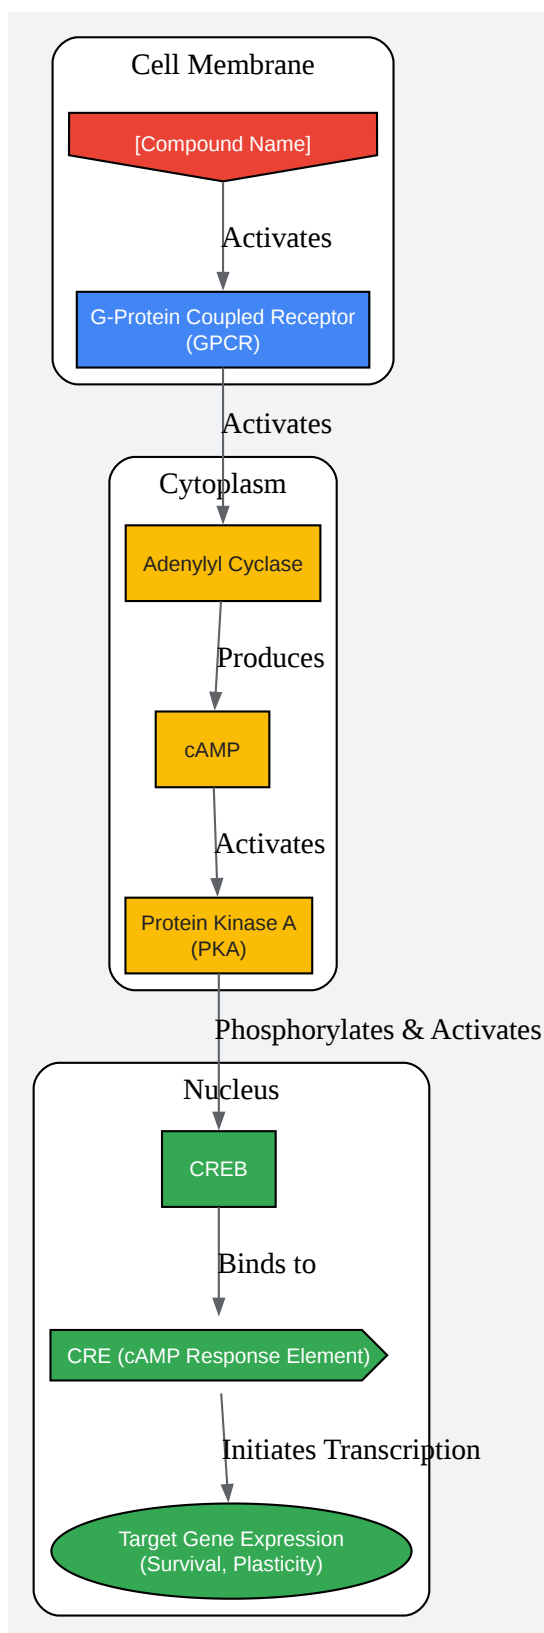 Cell Membrane
[Compound Name]
Activates
G-Protein Coupled Receptor
(GPCR)
Activates
Cytoplasm
Adenylyl Cyclase
Produces
cAMP
Activates
Protein Kinase A
(PKA)
Phosphorylates & Activates
Nucleus
CREB
Binds to
CRE (cAMP Response Element)
Initiates Transcription
Target Gene Expression
(Survival, Plasticity)